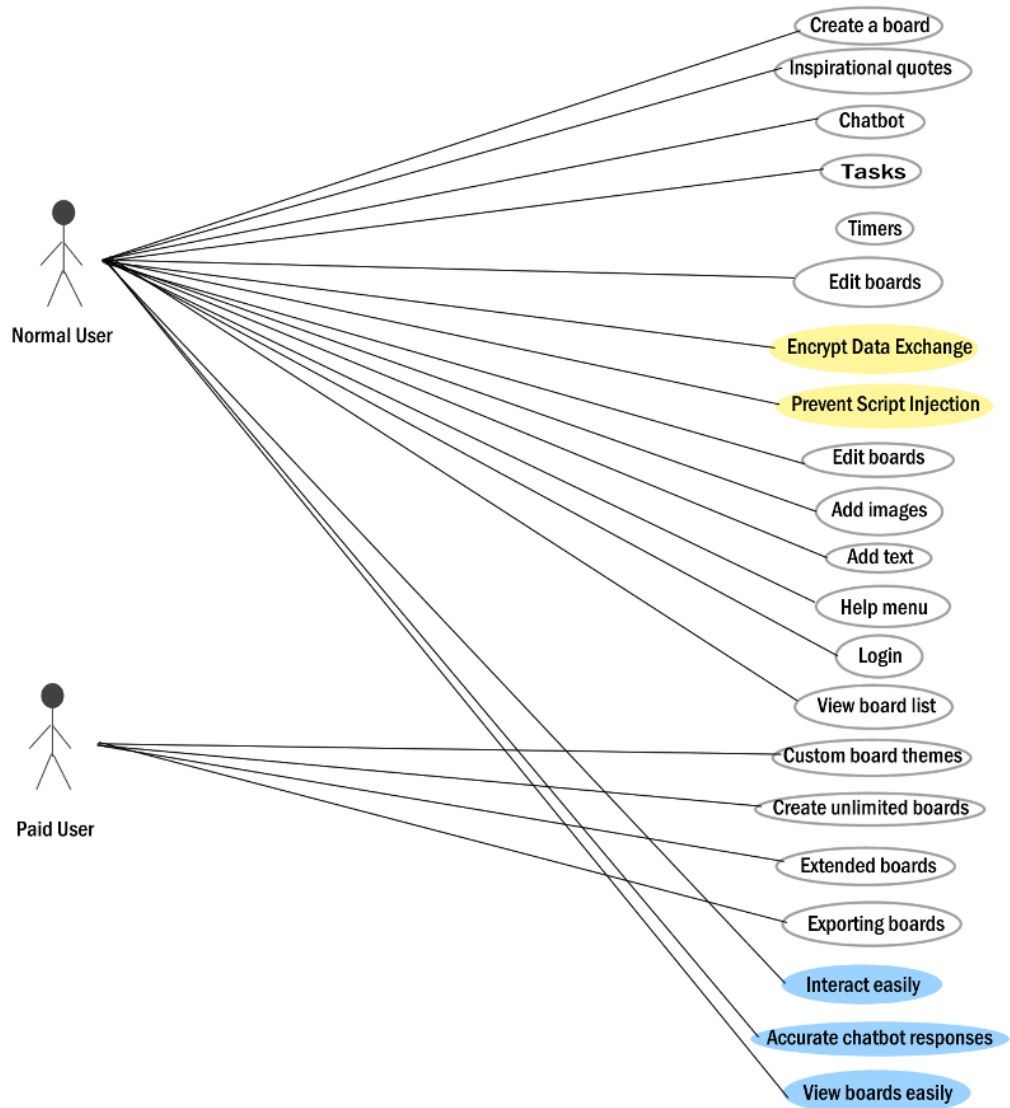 Create a board
Inspirational quotes
Chatbot
Tasks
Timers
Edit boards
Normal User
Encrypt Data Exchange
Prevent Script Injection
Edit boards
Add images
Add text
Help menu
Login
View board list
Custom board themes
Create unlimited boards
Paid User
Extended boards
Exporting boards
Interact easily
Accurate chatbot responses
View boards easily